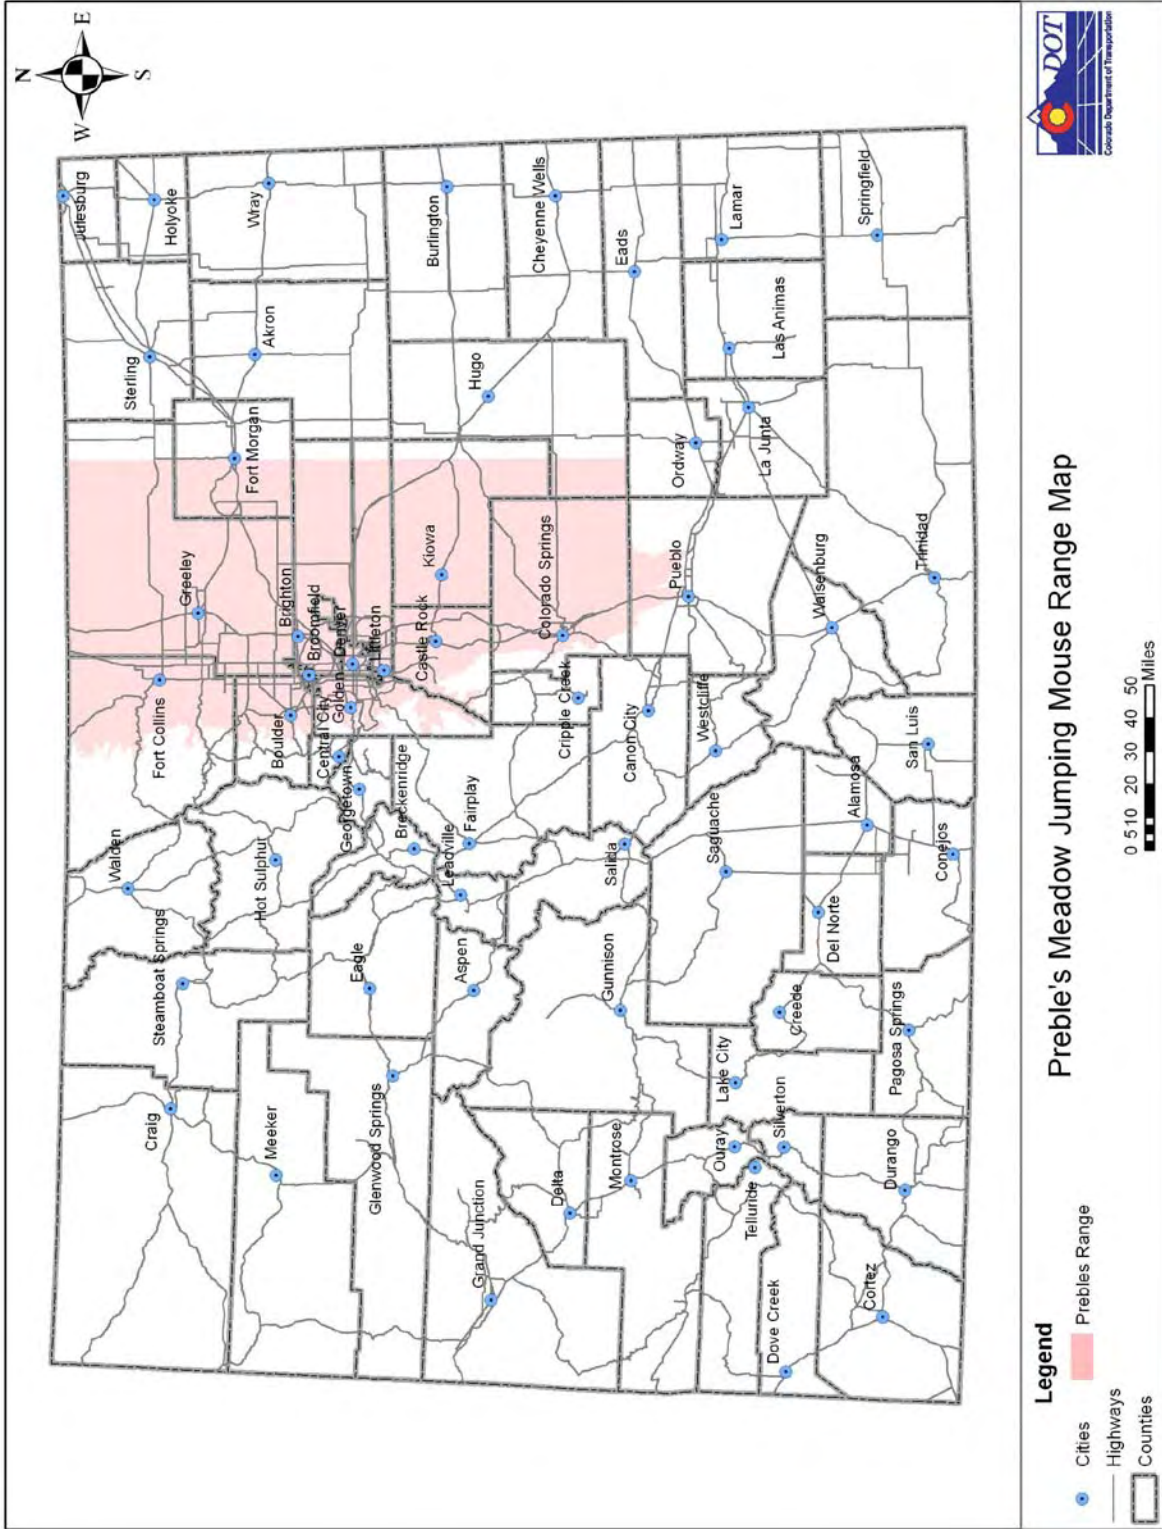 N
W
E
S
Julesburg
Holyoke
Sterling
Walden
Steamboat Springs
Craig
Fort Collins
Greeley
Wray
Akron
Fort Morgan
Hot Sulphur
Meeker
Boulder
Brighton
Broomfield
Central City
Golden
Denver
Georgetown
Littleton
Eagle
Glenwood Springs
Breckenridge
Castle Rock
Kiowa
Burlington
Leadville
Fairplay
Aspen
Hugo
Grand Junction
Colorado Springs
Cheyenne Wells
Cripple Creek
Delta
Eads
Gunnison
Salida
Canon City
Montrose
Pueblo
Ordway
Lamar
Las Animas
La Junta
Westcliffe
Saguache
Lake City
Ouray
Telluride
Silverton
Creede
Dove Creek
Del Norte
Walsenburg
Alamosa
Springfield
San Luis
Pagosa Springs
Durango
Cortez
Conejos
Trinidad
Legend
Cities
Prebles Range
Highways
Counties
Preble's Meadow Jumping Mouse Range Map
0 510 20 30 40 50
Miles
DOT
Colorado Department of Transportation